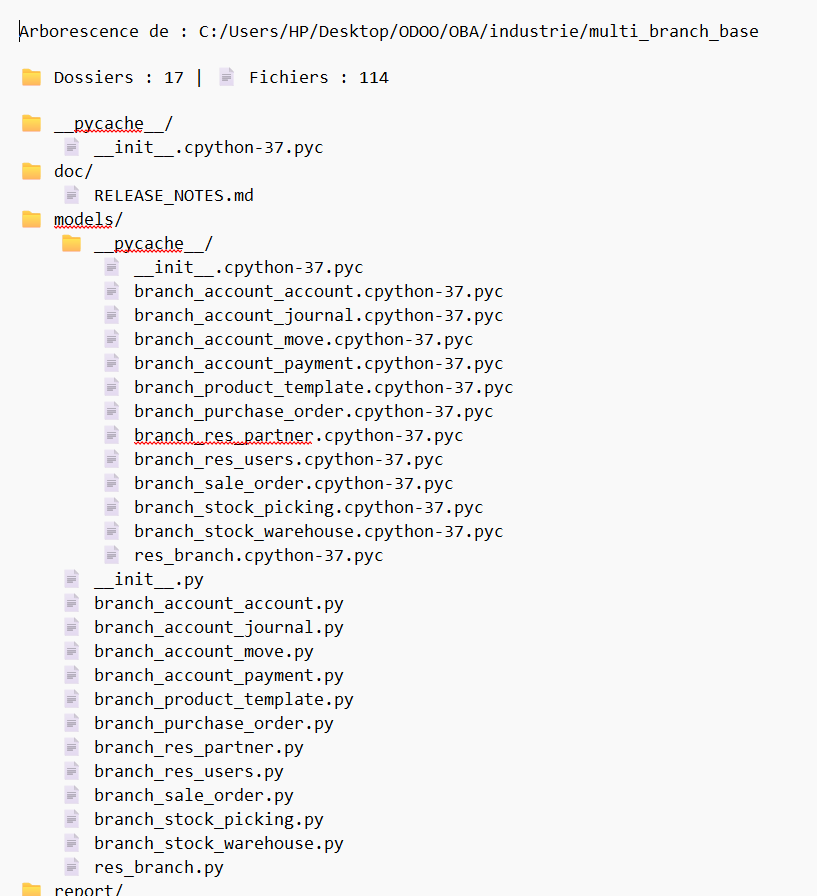 Arborescence de : C:/Users/HP/Desktop/ODOO/OBA/industrie/multi_branch_base
Dossiers : 17 | Fichiers : 114
__pycache__/
__init__.cpython-37.pyc
doc/
RELEASE_NOTES.md
models/
__pycache__/
__init__.cpython-37.pyc
branch_account_account.cpython-37.pyc
branch_account_journal.cpython-37.pyc
branch_account_move.cpython-37.pyc
branch_account_payment.cpython-37.pyc
branch_product_template.cpython-37.pyc
branch_purchase_order.cpython-37.pyc
branch_res_partner.cpython-37.pyc
branch_res_users.cpython-37.pyc
branch_sale_order.cpython-37.pyc
branch_stock_picking.cpython-37.pyc
branch_stock_warehouse.cpython-37.pyc
res_branch.cpython-37.pyc
__init__.py
branch_account_account.py
branch_account_journal.py
branch_account_move.py
branch_account_payment.py
branch_product_template.py
branch_purchase_order.py
branch_res_partner.py
branch_res_users.py
branch_sale_order.py
branch_stock_picking.py
branch_stock_warehouse.py
res_branch.py
report/